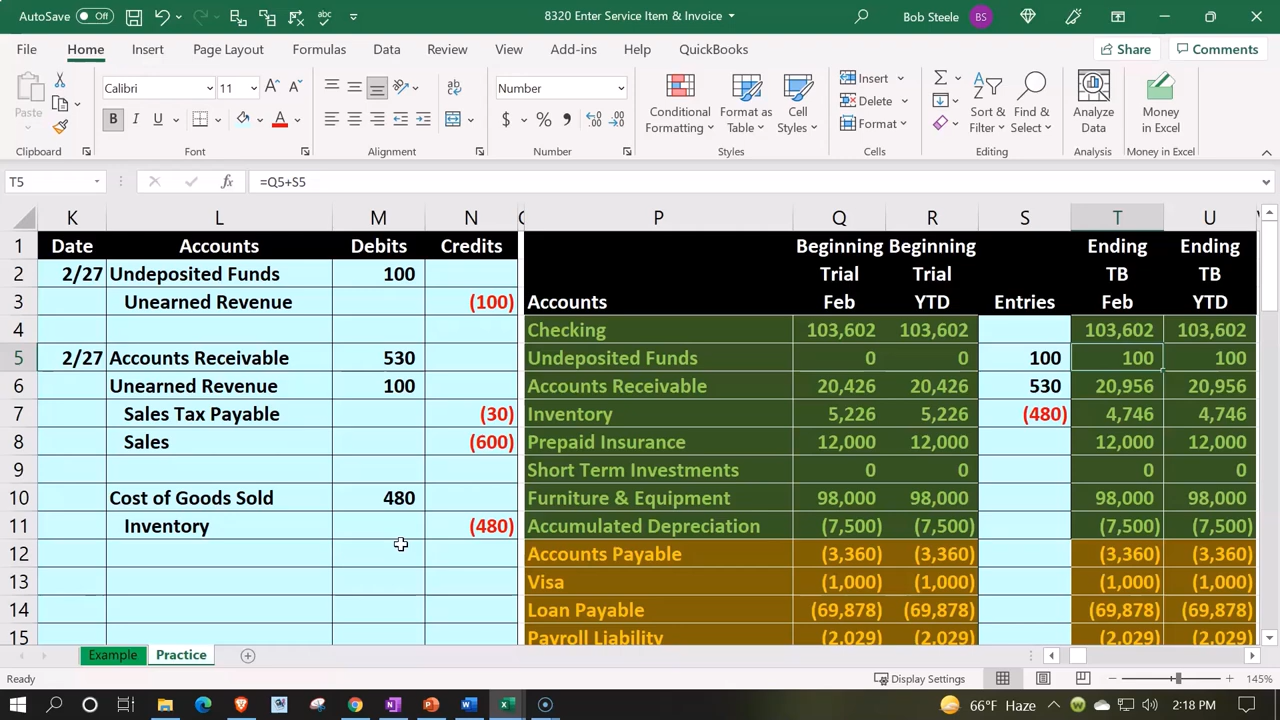 AutoSave Off 8320 Enter Service Item & Invoice Bob Steele BS
File Home Insert Page Layout Formulas Data Review View Add-ins Help QuickBooks Share Comments
Paste Calibri 11 Number Conditional Formatting Format as Table Cell Styles Insert Delete Format Sort & Filter Find & Select Analyze Data Money in Excel
Clipboard Font Alignment Number Styles Cells Editing Analysis Money in Excel
T5 fx =Q5+S5
K L M N P Q R S T U
1 Date Accounts Debits Credits Beginning Beginning Ending Ending
2 2/27 Undeposited Funds 100 Trial Trial TB TB
3 Unearned Revenue (100) Accounts Feb YTD Entries Feb YTD
4 Checking 103,602 103,602 103,602 103,602
5 2/27 Accounts Receivable 530 Undeposited Funds 0 0 100 100 100
6 Unearned Revenue 100 Accounts Receivable 20,426 20,426 530 20,956 20,956
7 Sales Tax Payable (30) Inventory 5,226 5,226 (480) 4,746 4,746
8 Sales (600) Prepaid Insurance 12,000 12,000 12,000 12,000
9 Short Term Investments 0 0 0 0
10 Cost of Goods Sold 480 Furniture & Equipment 98,000 98,000 98,000 98,000
11 Inventory (480) Accumulated Depreciation (7,500) (7,500) (7,500) (7,500)
12 Accounts Payable (3,360) (3,360) (3,360) (3,360)
13 Visa (1,000) (1,000) (1,000) (1,000)
14 Loan Payable (69,878) (69,878) (69,878) (69,878)
15 Payroll Liability (2,029) (2,029) (2,029) (2,029)
Example Practice
Ready Display Settings 145%
66°F Haze 2:18 PM